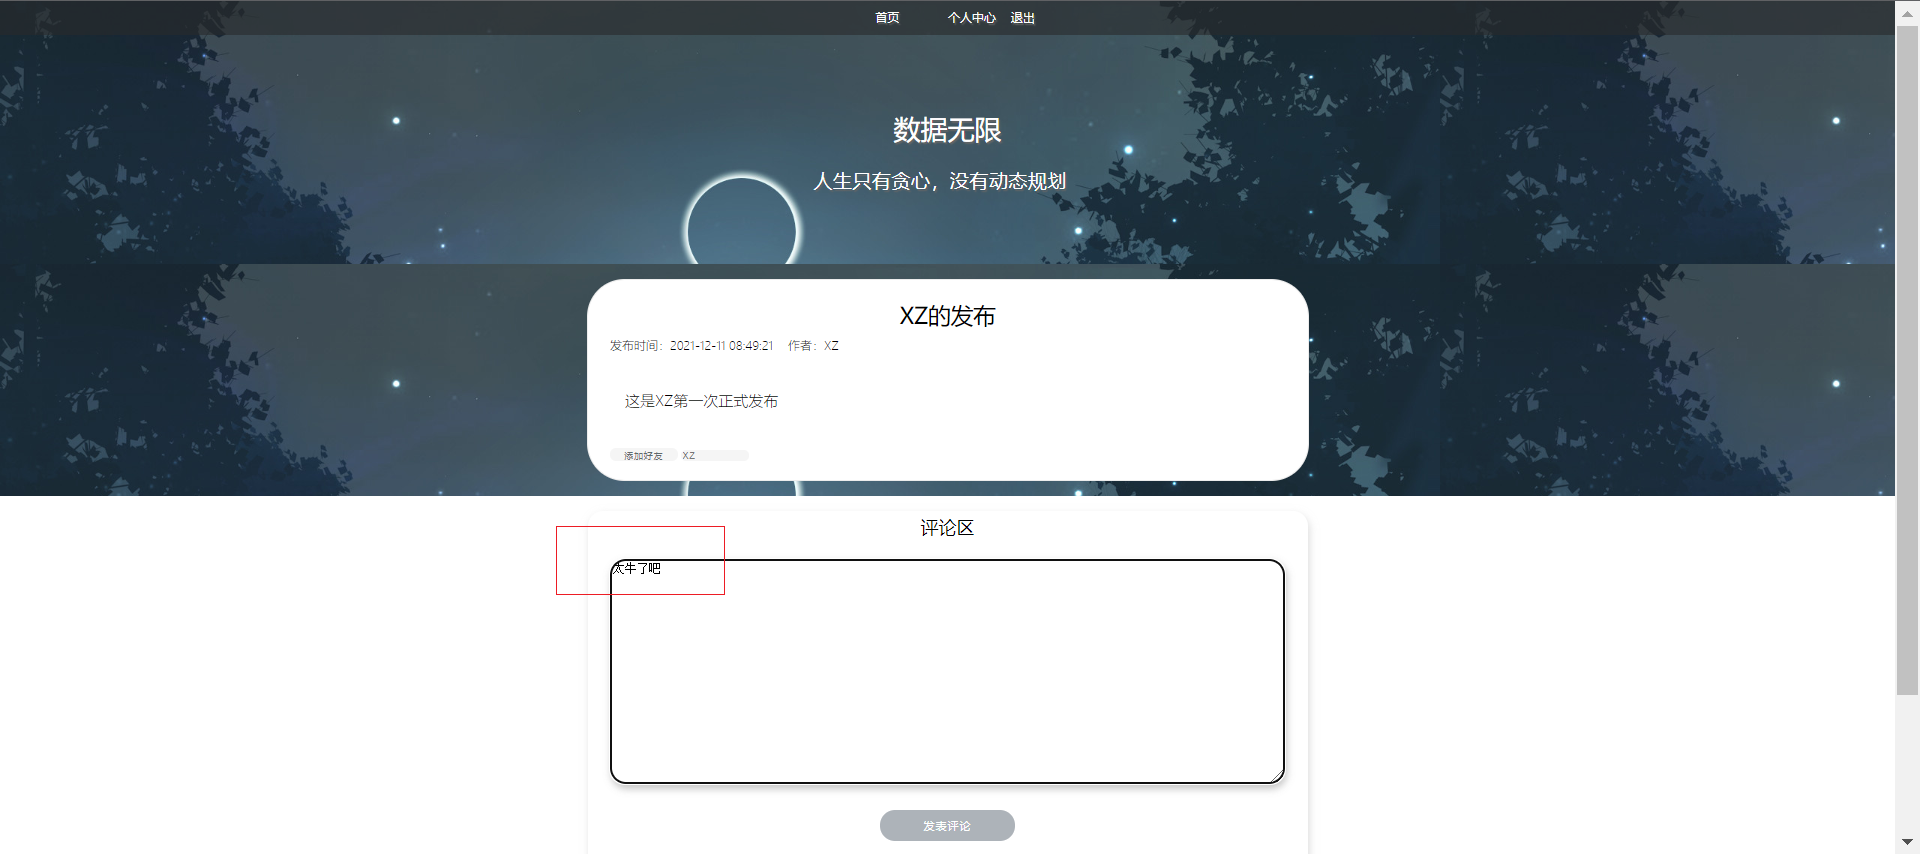 首页 个人中心 退出
数据无限
人生只有贪心，没有动态规划
XZ的发布
发布时间：2021-12-11 08:49:21 作者：XZ
这是XZ第一次正式发布
添加好友 XZ
评论区
太牛了吧
发表评论